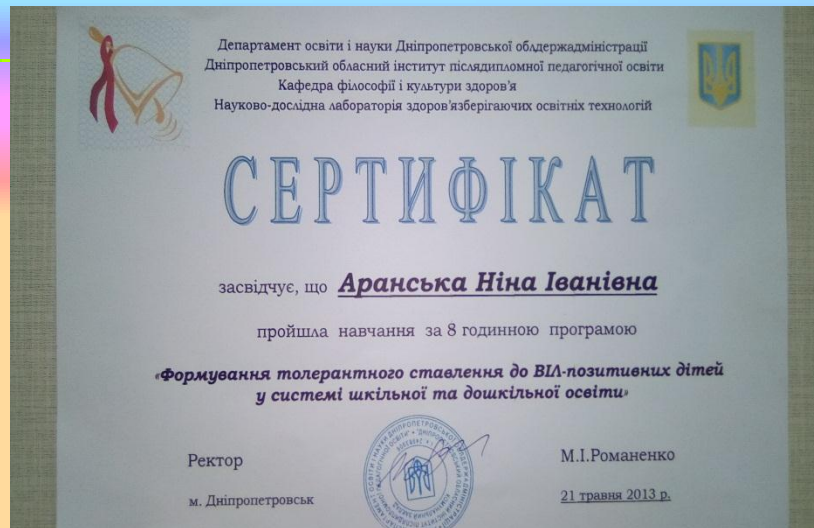 Департамент освіти і науки Дніпропетровської облдержадміністрації
Дніпропетровський обласний інститут післядипломної педагогічної освіти
Кафедра філософії і культури здоров'я
Науково-дослідна лабораторія здоров'язберігаючих освітніх технологій
СЕРТИФІКАТ
засвідчує, що Аранська Ніна Іванівна
пройшла навчання за 8 годинною програмою
«Формування толерантного ставлення до ВІЛ-позитивних дітей
у системі шкільної та дошкільної освіти»
Ректор
М.І.Романенко
м. Дніпропетровськ
21 травня 2013 р.